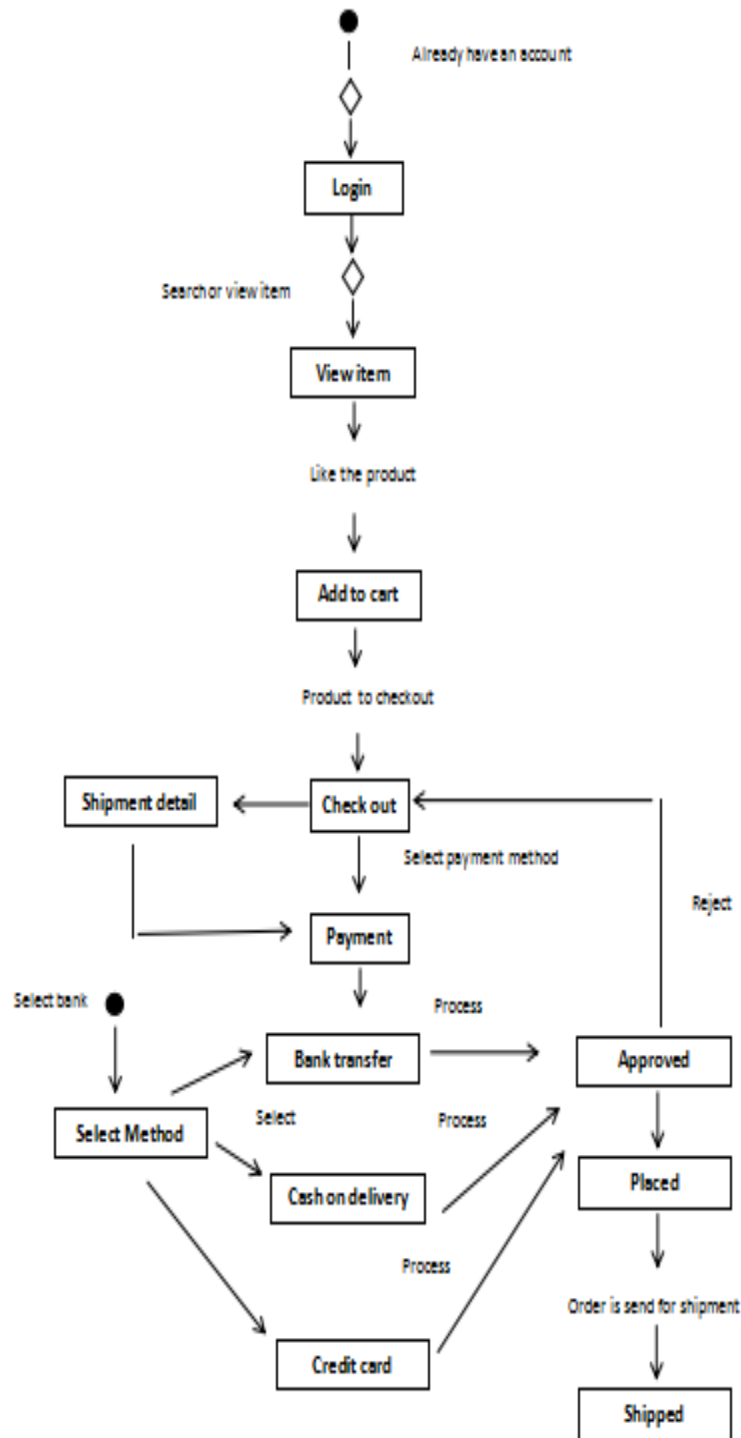 Already have an account
Login
Search or view item
View item
Like the product
Add to cart
Product to checkout
Shipment detail
Check out
Select payment method
Reject
Payment
Select bank
Process
Bank transfer
Approved
Select Method
Select
Process
Cash on delivery
Placed
Process
Order is send for shipment
Credit card
Shipped